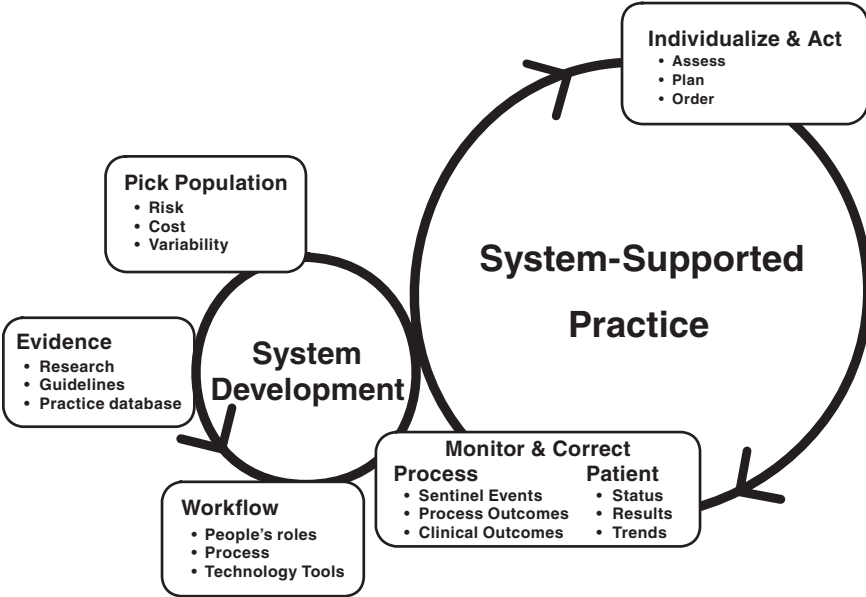 Individualize & Act
• Assess
• Plan
• Order
System-Supported
Practice
Pick Population
• Risk
• Cost
• Variability
Evidence
• Research
• Guidelines
• Practice database
System
Development
Workflow
• People’s roles
• Process
• Technology Tools
Monitor & Correct
Process
• Sentinel Events
• Process Outcomes
• Clinical Outcomes
Patient
• Status
• Results
• Trends